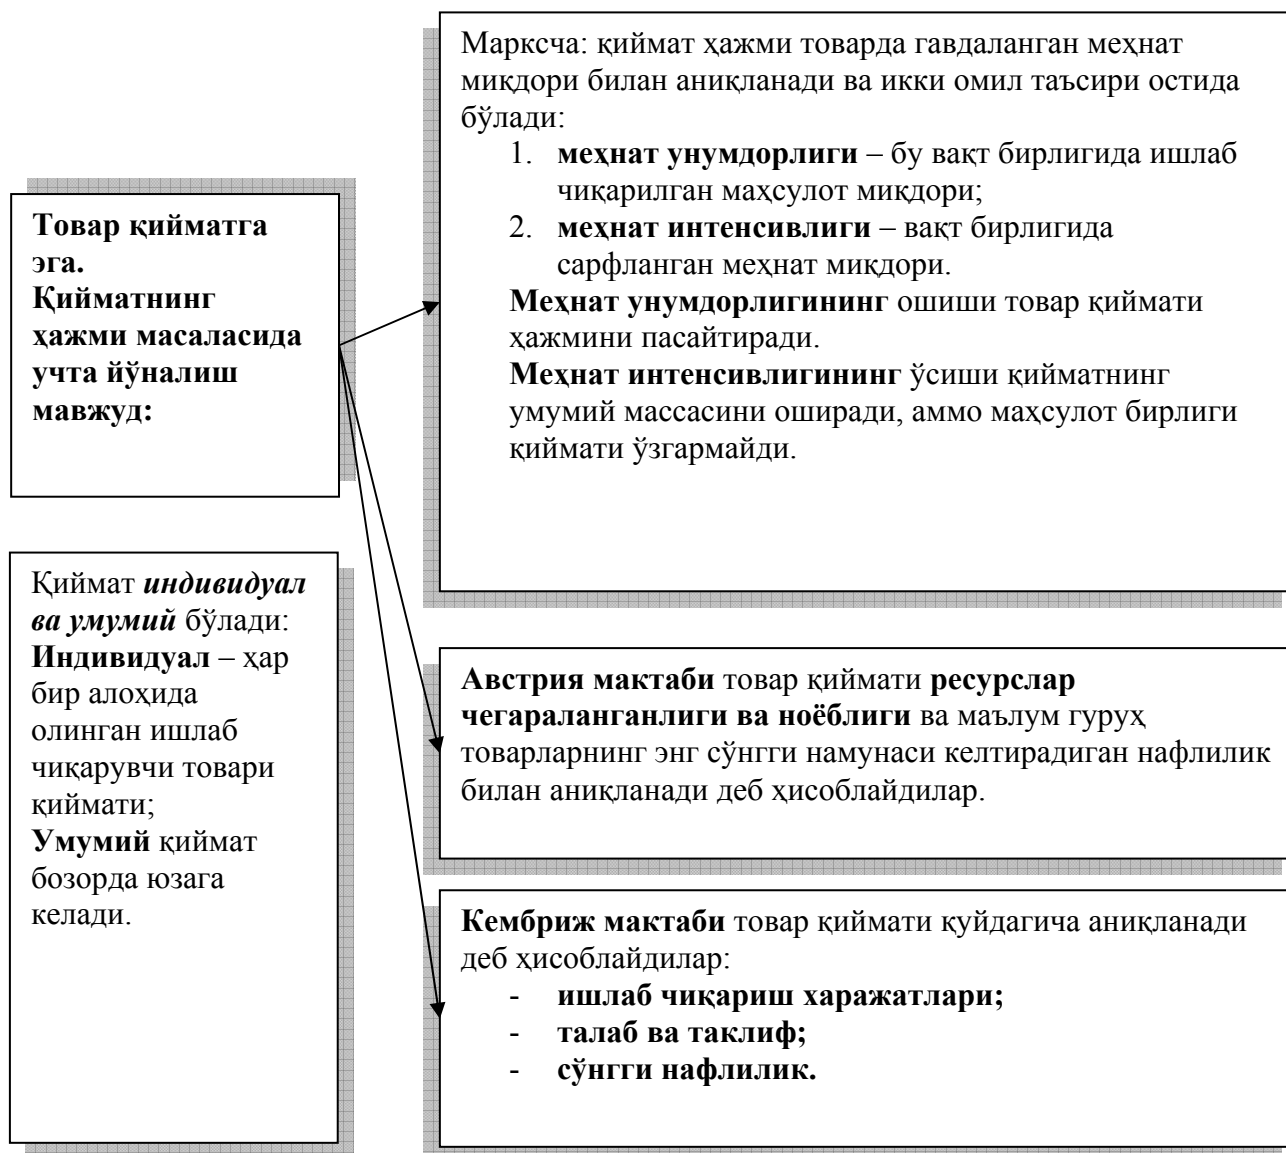 Товар қийматга
эга.
Қийматнинг
ҳажми масаласида
учта йўналиш
мавжуд:
Марксча: қиймат ҳажми товарда гавдаланган меҳнат
миқдори билан аниқланади ва икки омил таъсири остида
бўлади:
1. меҳнат унумдорлиги – бу вақт бирлигида ишлаб
чиқарилган маҳсулот миқдори;
2. меҳнат интенсивлиги – вақт бирлигида
сарфланган меҳнат миқдори.
Меҳнат унумдорлигининг ошиши товар қиймати
ҳажмини пасайтиради.
Меҳнат интенсивлигининг ўсиши қийматнинг
умумий массасини оширади, аммо маҳсулот бирлиги
қиймати ўзгармайди.
Австрия мактаби товар қиймати ресурслар
чегараланганлиги ва ноёблиги ва маълум гуруҳ
товарларнинг энг сўнгги намунаси келтирадиган нафлилик
билан аниқланади деб ҳисоблайдилар.
Кембриж мактаби товар қиймати қуйдагича аниқланади
деб ҳисоблайдилар:
- ишлаб чиқариш харажатлари;
- талаб ва таклиф;
- сўнгги нафлилик.
Қиймат индивидуал
ва умумий бўлади:
Индивидуал – ҳар
бир алоҳида
олинган ишлаб
чиқарувчи товари
қиймати;
Умумий қиймат
бозорда юзага
келади.